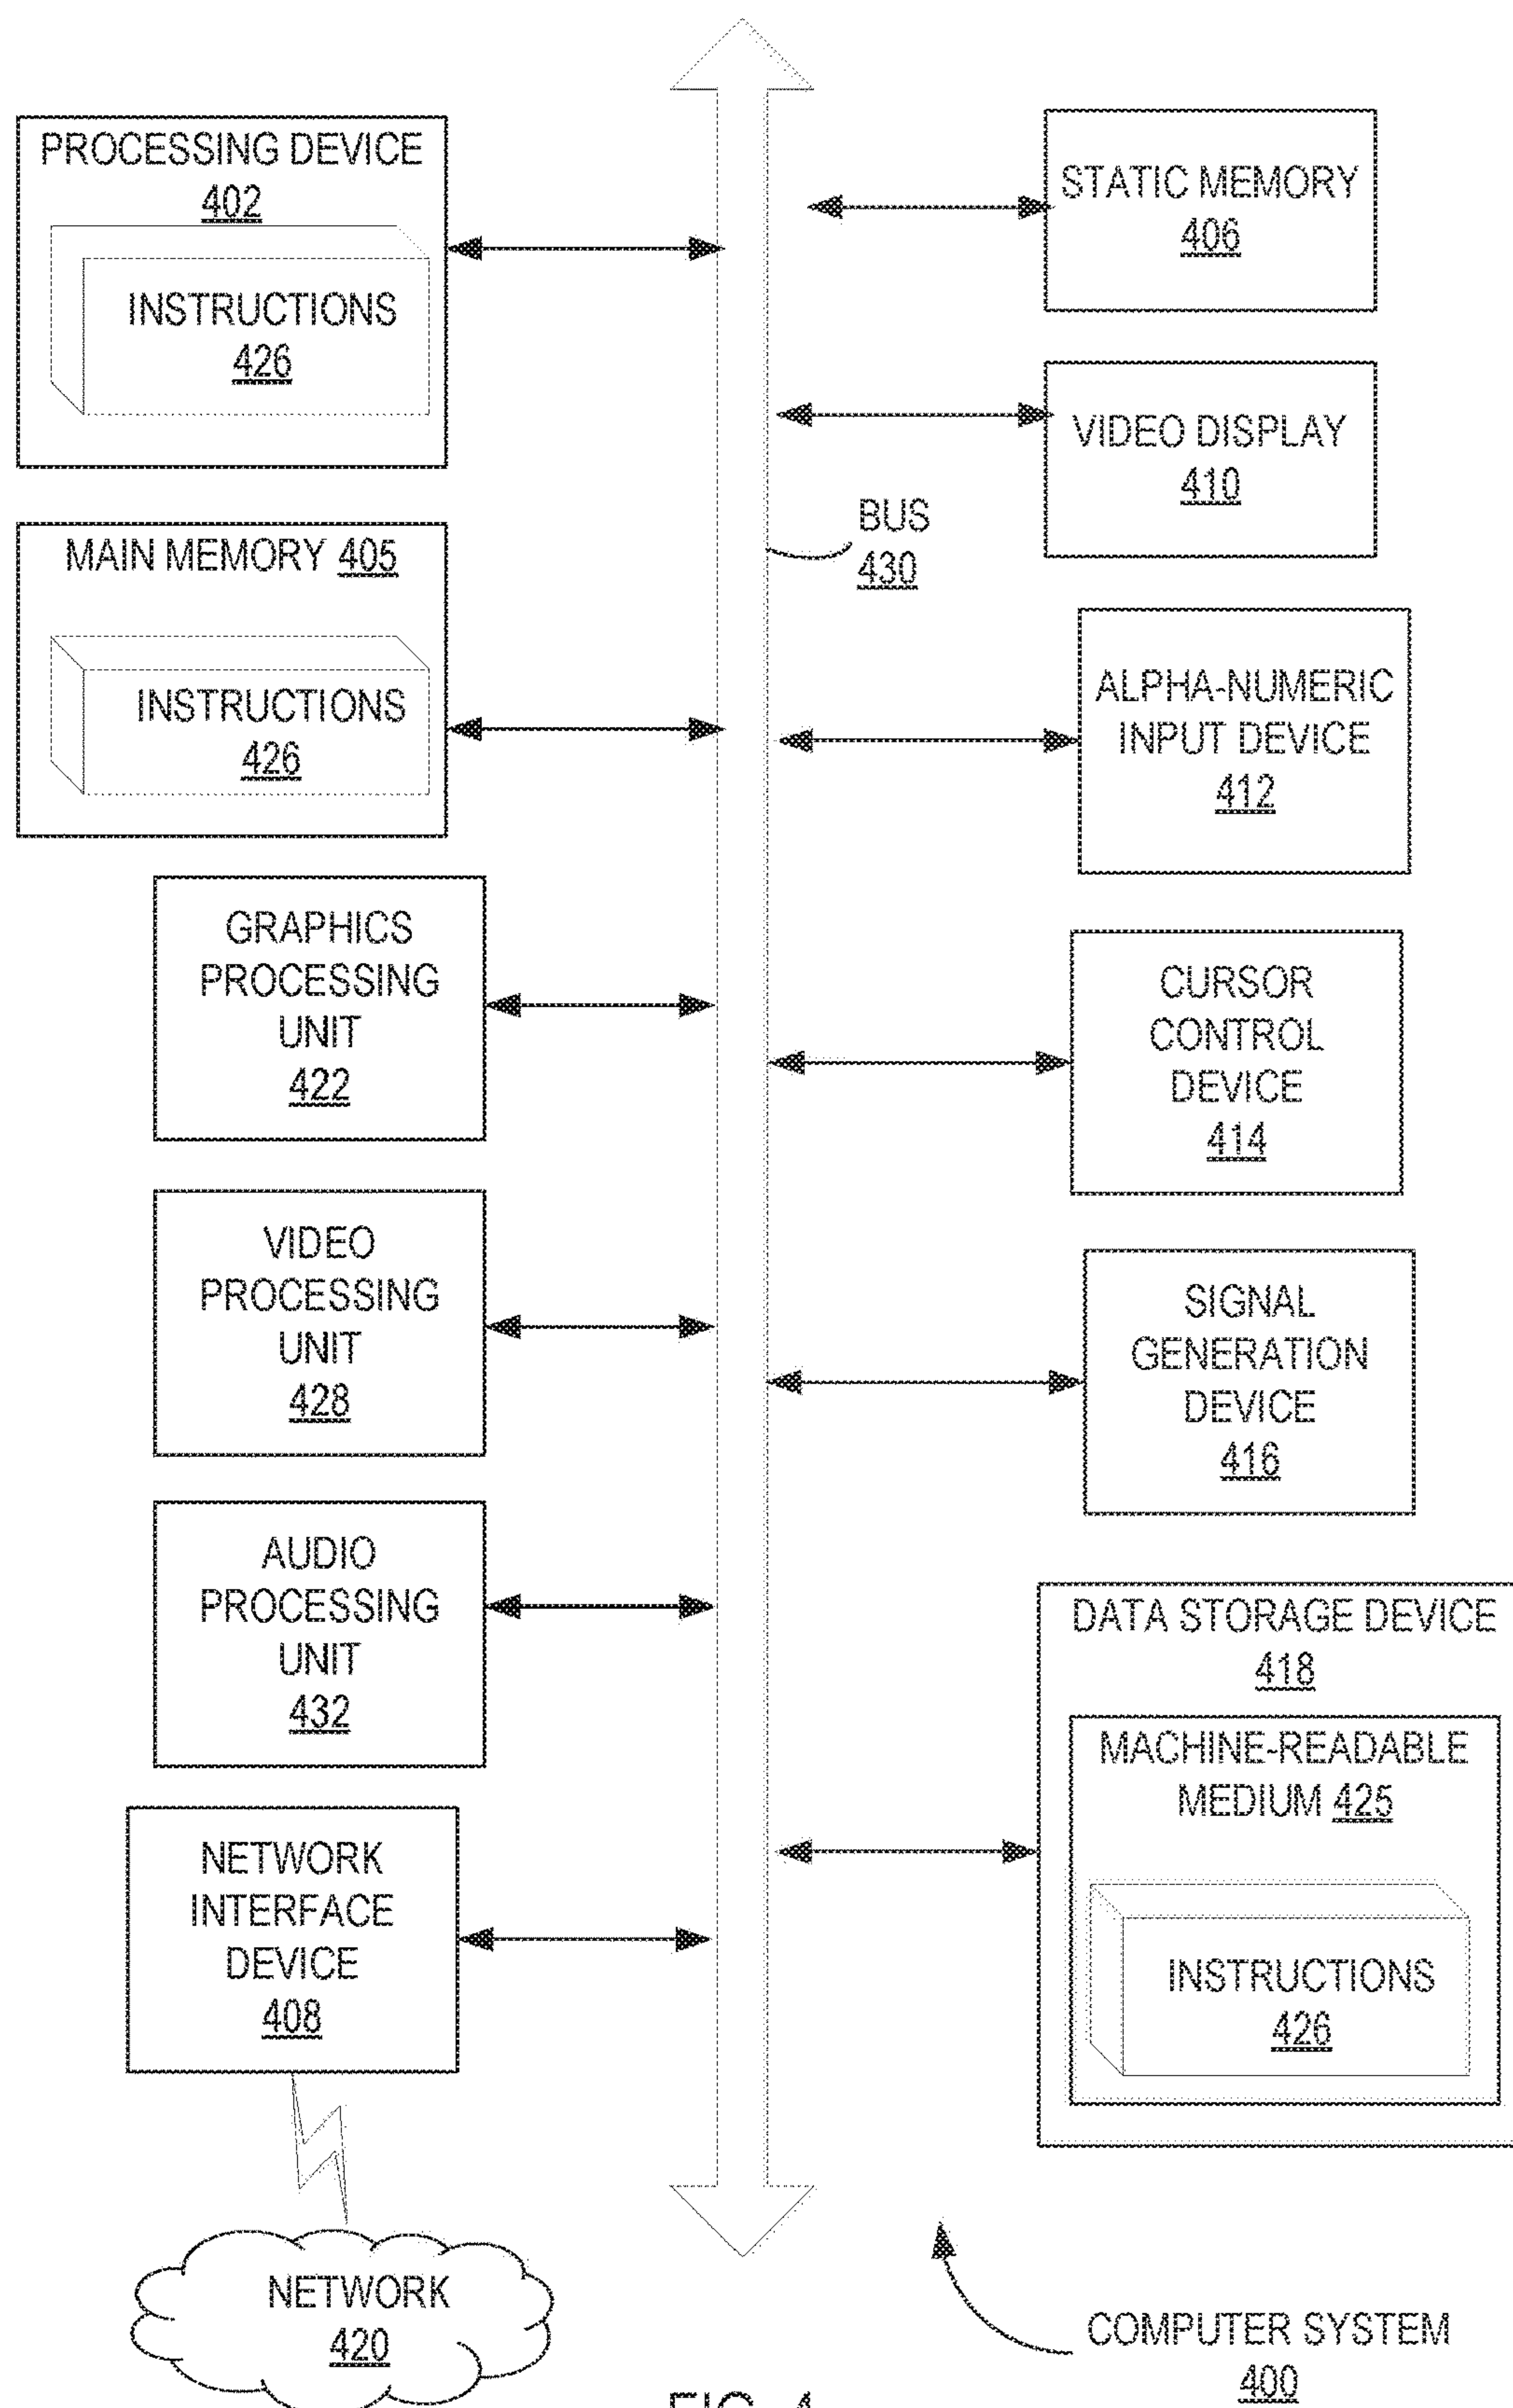 PROCESSING DEVICE
402
INSTRUCTIONS
426
MAIN MEMORY 405
INSTRUCTIONS
426
GRAPHICS
PROCESSING
UNIT
422
VIDEO
PROCESSING
UNIT
428
AUDIO
PROCESSING
UNIT
432
NETWORK
INTERFACE
DEVICE
408
NETWORK
420
BUS
430
STATIC MEMORY
406
VIDEO DISPLAY
410
ALPHA-NUMERIC
INPUT DEVICE
412
CURSOR
CONTROL
DEVICE
414
SIGNAL
GENERATION
DEVICE
416
DATA STORAGE DEVICE
418
MACHINE-READABLE
MEDIUM 425
INSTRUCTIONS
426
COMPUTER SYSTEM
400
FIG. 4